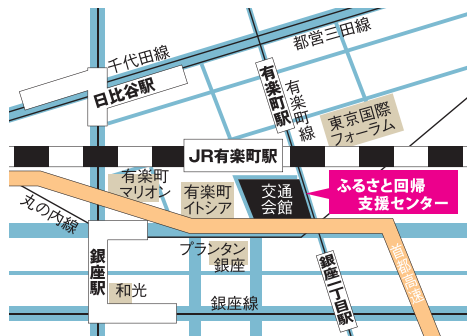 都営三田線
千代田線
日比谷駅
有楽町駅
有楽町線
東京国際
フォーラム
JR有楽町駅
有楽町
マリオン
有楽町
イトシア
交通
会館
ふるさと回帰
支援センター
丸の内線
プランタン
銀座
銀座駅
和光
銀座線
銀座一丁目駅
首都高速